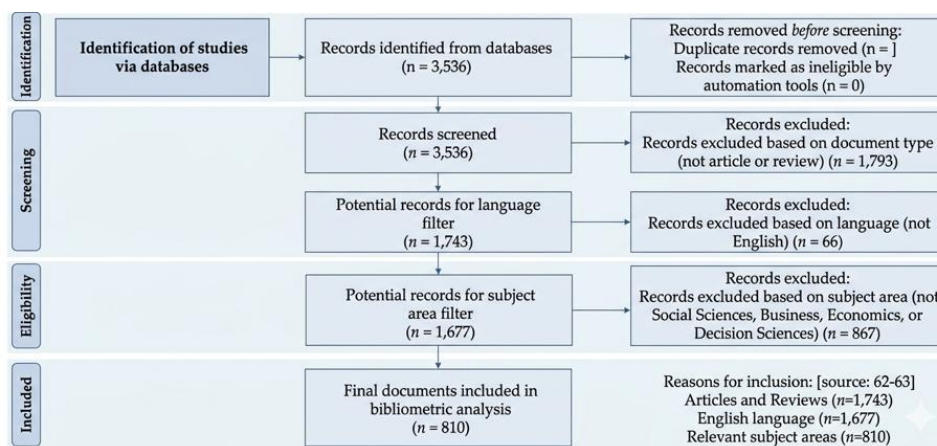 Identification
Identification of studies
via databases
Records identified from databases
(n = 3,536)
Records removed before screening:
Duplicate records removed (n = ]
Records marked as ineligible by
automation tools (n = 0)
Screening
Records screened
(n = 3,536)
Records excluded:
Records excluded based on document type
(not article or review) (n = 1,793)
Potential records for language
filter
(n = 1,743)
Records excluded:
Records excluded based on language (not
English) (n = 66)
Eligibility
Potential records for subject
area filter
(n = 1,677)
Records excluded:
Records excluded based on subject area (not
Social Sciences, Business, Economics, or
Decision Sciences) (n = 867)
Included
Final documents included in
bibliometric analysis
(n = 810)
Reasons for inclusion: [source: 62-63]
Articles and Reviews (n=1,743)
English language (n=1,677)
Relevant subject areas (n=810)